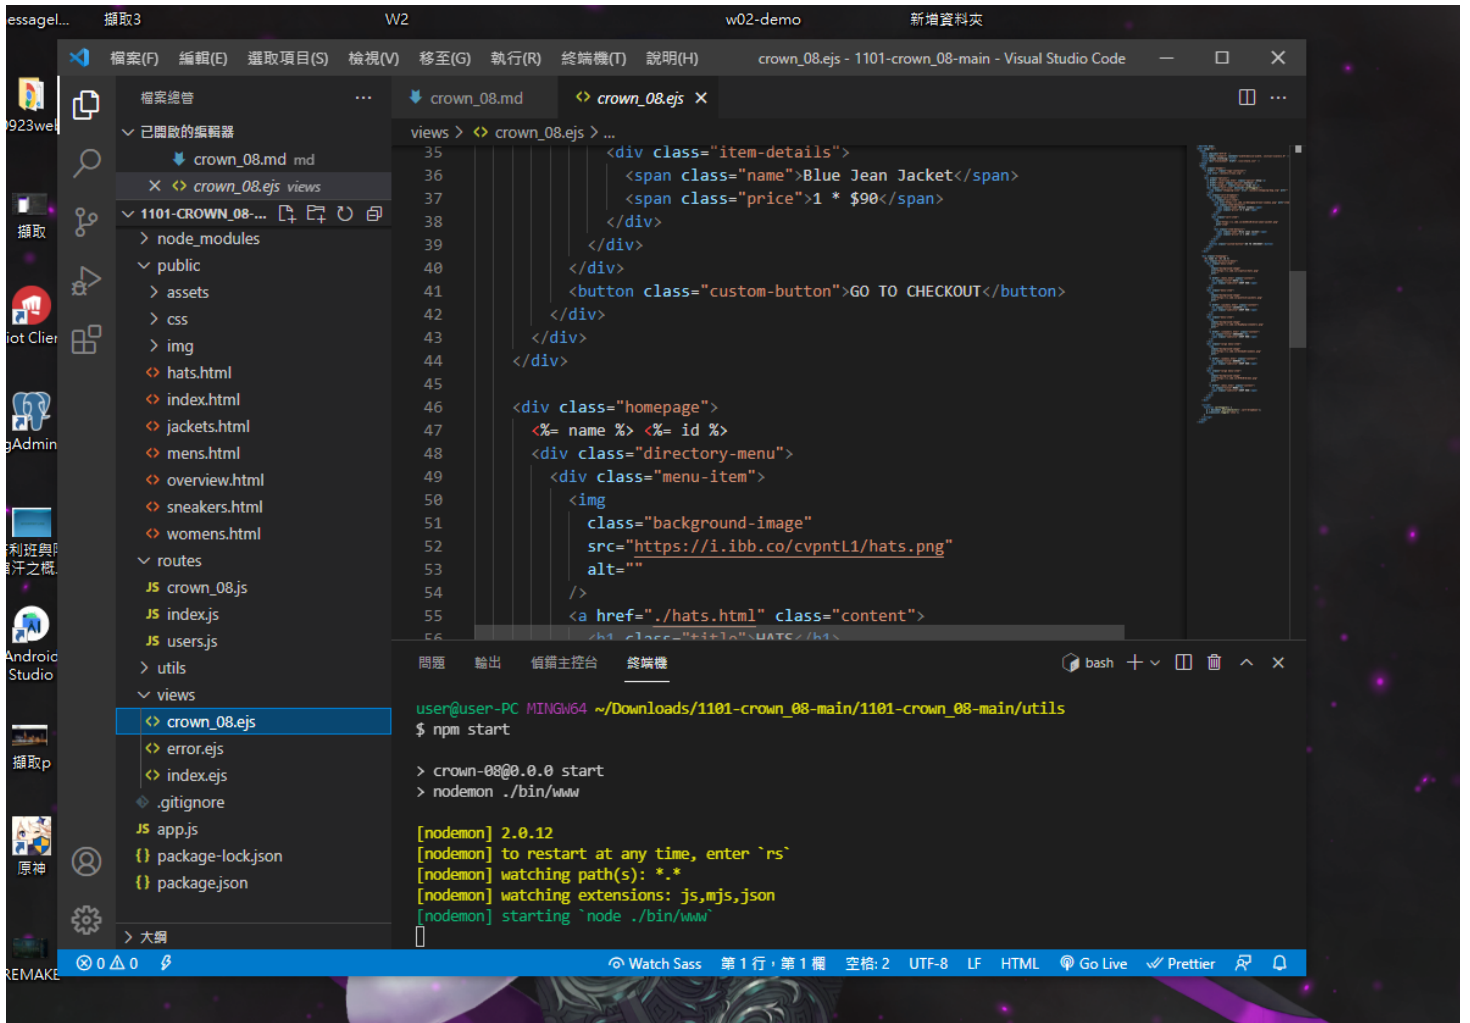 essagel...
擷取3
W2
w02-demo
新增資料夾
檔案(F) 編輯(E) 選取項目(S) 檢視(V) 移至(G) 執行(R) 終端機(T) 說明(H)
crown_08.ejs - 1101-crown_08-main - Visual Studio Code
0923wel
擷取
iot Clier
gAdmin
Android
Studio
擷取p
原神
REMAKE
檔案總管
已開啟的編輯器
crown_08.md md
crown_08.ejs views
1101-CROWN_08-...
node_modules
public
assets
css
img
hats.html
index.html
jackets.html
mens.html
overview.html
sneakers.html
womens.html
routes
JS crown_08.js
JS index.js
JS users.js
utils
views
crown_08.ejs
error.ejs
index.ejs
.gitignore
JS app.js
{} package-lock.json
{} package.json
大綱
crown_08.md
crown_08.ejs
views > crown_08.ejs > ...
35 <div class="item-details">
36 <span class="name">Blue Jean Jacket</span>
37 <span class="price">1 * $90</span>
38 </div>
39 </div>
40 </div>
41 <button class="custom-button">GO TO CHECKOUT</button>
42 </div>
43 </div>
44 </div>
45
46 <div class="homepage">
47 <%= name %> <%= id %>
48 <div class="directory-menu">
49 <div class="menu-item">
50 <img
51 class="background-image"
52 src="https://i.ibb.co/cvpntL1/hats.png"
53 alt=""
54 />
55 <a href="./hats.html" class="content">
56 <h1 class="title">HATS</h1>
問題 輸出 偵錯主控台 終端機
bash
user@user-PC MINGW64 ~/Downloads/1101-crown_08-main/1101-crown_08-main/utils
$ npm start
> crown-08@0.0.0 start
> nodemon ./bin/www
[nodemon] 2.0.12
[nodemon] to restart at any time, enter `rs`
[nodemon] watching path(s): *.*
[nodemon] watching extensions: js,mjs,json
[nodemon] starting `node ./bin/www`
0 0
Watch Sass 第 1 行，第 1 欄 空格: 2 UTF-8 LF HTML Go Live Prettier